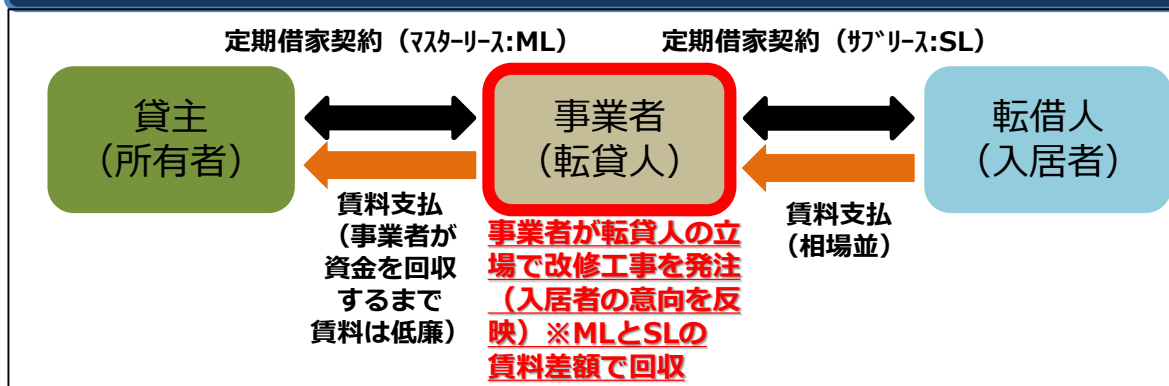 定期借家契約（ﾏｽﾀｰﾘｰｽ:ML）
定期借家契約（ｻﾌﾞﾘｰｽ:SL）
貸主
（所有者）
事業者
（転貸人）
転借人
（入居者）
賃料支払
（事業者が
資金を回収
するまで
賃料は低廉）
事業者が転貸人の立
場で改修工事を発注
（入居者の意向を反
映）※MLとSLの
賃料差額で回収
賃料支払
（相場並）